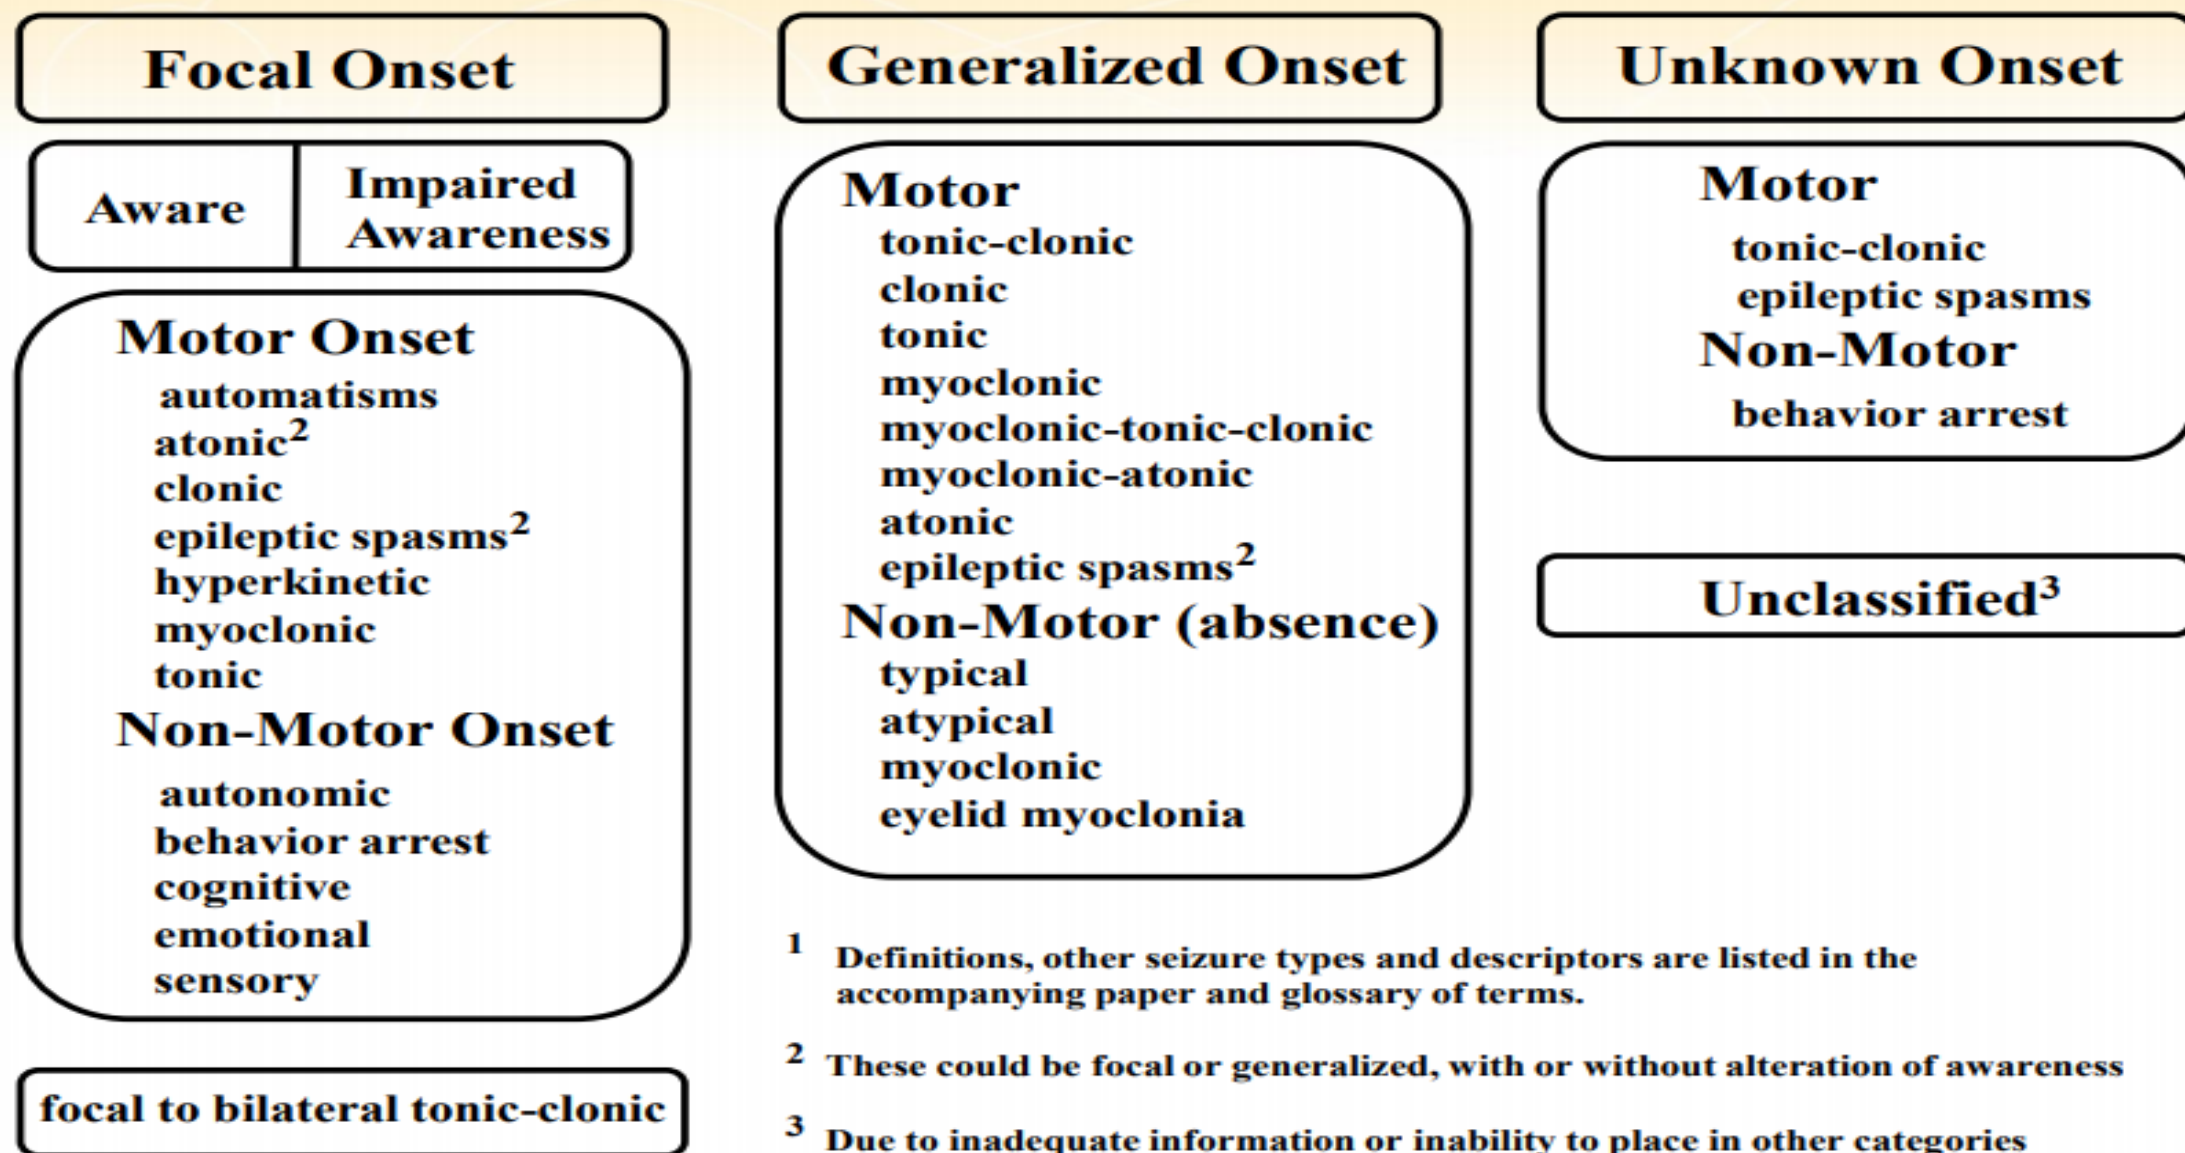 Focal Onset
Aware
Impaired
Awareness
Motor Onset
automatisms
atonic²
clonic
epileptic spasms²
hyperkinetic
myoclonic
tonic
Non-Motor Onset
autonomic
behavior arrest
cognitive
emotional
sensory
focal to bilateral tonic-clonic
Generalized Onset
Motor
tonic-clonic
clonic
tonic
myoclonic
myoclonic-tonic-clonic
myoclonic-atonic
atonic
epileptic spasms²
Non-Motor (absence)
typical
atypical
myoclonic
eyelid myoclonia
Unknown Onset
Motor
tonic-clonic
epileptic spasms
Non-Motor
behavior arrest
Unclassified³
¹ Definitions, other seizure types and descriptors are listed in the
accompanying paper and glossary of terms.
² These could be focal or generalized, with or without alteration of awareness
³ Due to inadequate information or inability to place in other categories